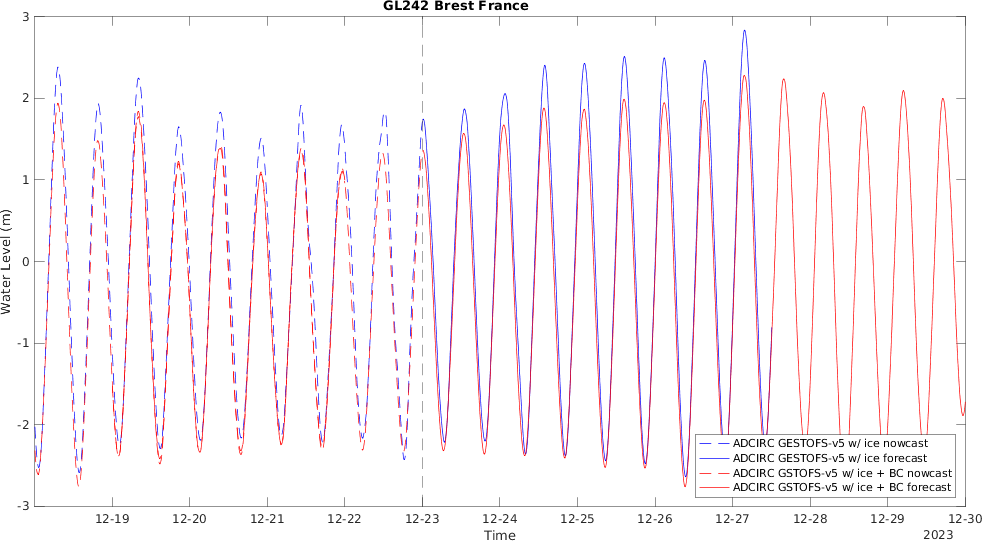 GL242 Brest France
3
2
1
0
-1
-2
-3
Water Level (m)
ADCIRC GESTOFS-v5 w/ ice nowcast
ADCIRC GESTOFS-v5 w/ ice forecast
ADCIRC GSTOFS-v5 w/ ice + BC nowcast
ADCIRC GSTOFS-v5 w/ ice + BC forecast
12-19 12-20 12-21 12-22 12-23 12-24 12-25 12-26 12-27 12-28 12-29 12-30
Time
2023